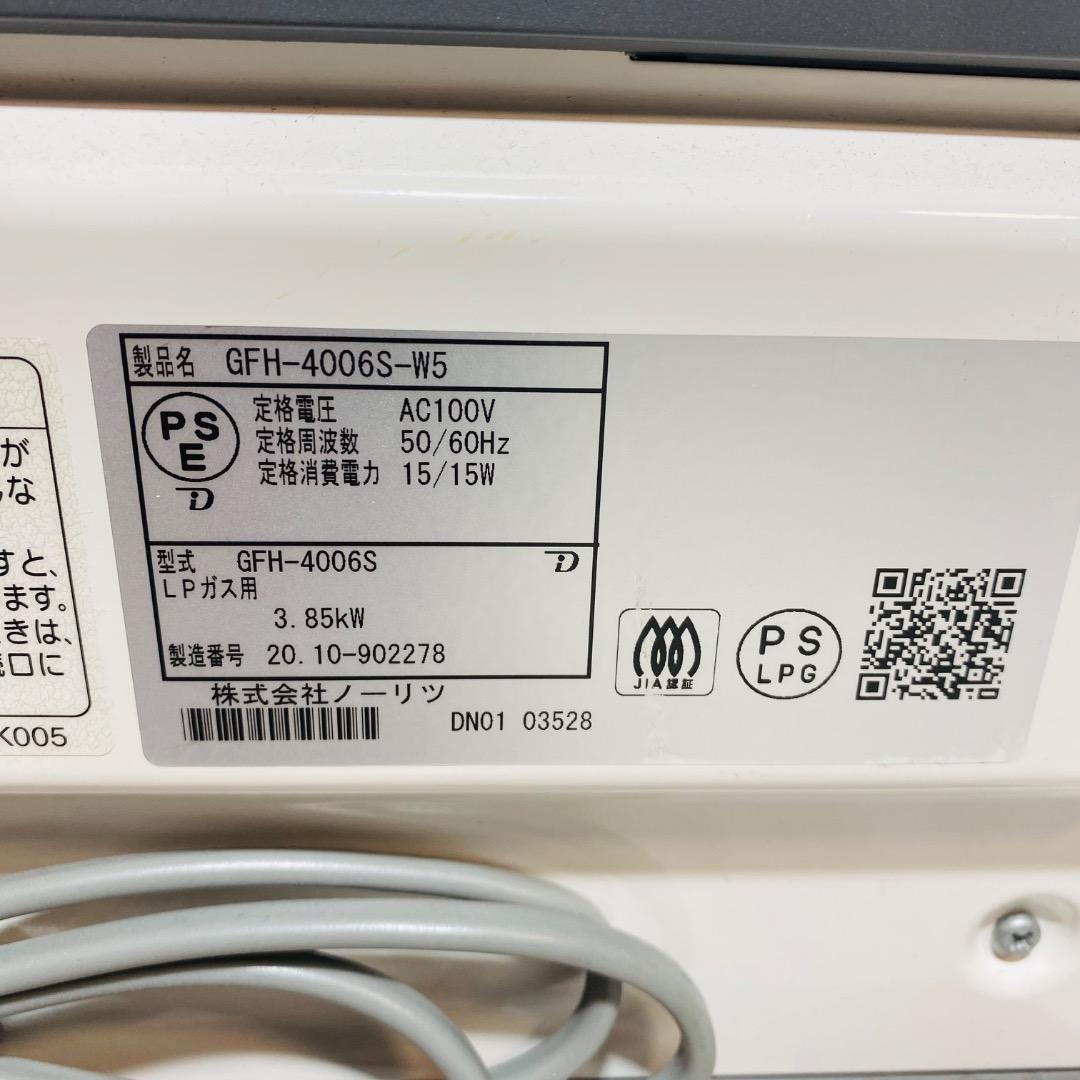 製品名 GFH-4006S-W5
PS
E
定格電圧 AC100V
定格周波数 50/60Hz
定格消費電力 15/15W
型式 GFH-4006S
LPガス用
3.85kW
製造番号 20.10-902278
株式会社ノーリツ
DN01 03528
JIA認証
PS
LPG
が
な
すと、
ます。
きは、
口に
K005